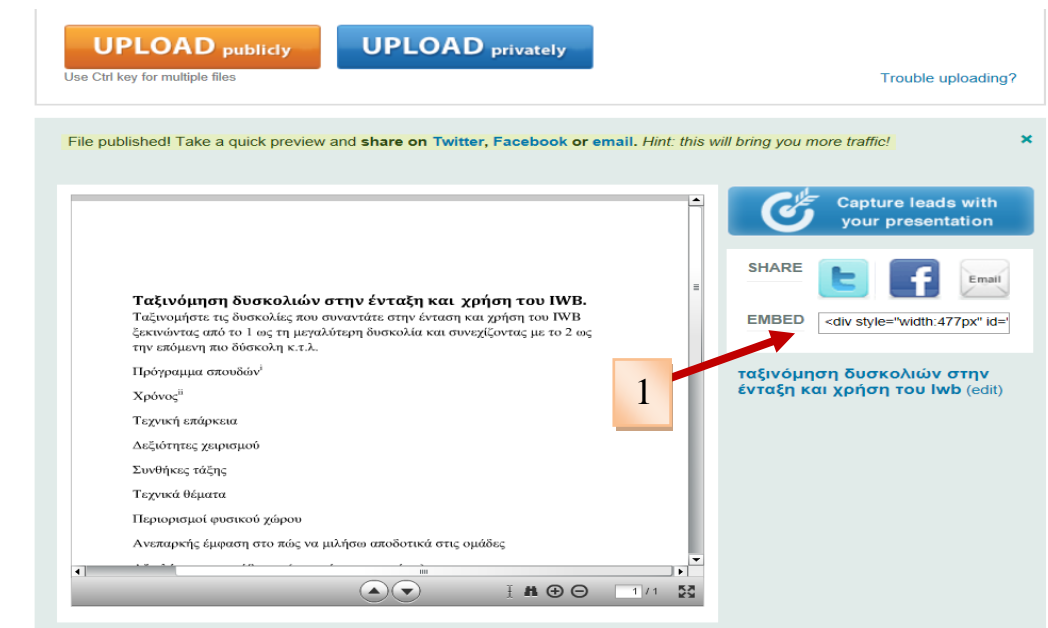 UPLOAD publicly
UPLOAD privately
Use Ctrl key for multiple files
Trouble uploading?
File published! Take a quick preview and share on Twitter, Facebook or email. Hint: this will bring you more traffic!
Ταξινόμηση δυσκολιών στην ένταξη και χρήση του IWB.
Ταξινομήστε τις δυσκολίες που συναντάτε στην ένταση και χρήση του IWB
ξεκινώντας από το 1 ως τη μεγαλύτερη δυσκολία και συνεχίζοντας με το 2 ως
την επόμενη πιο δύσκολη κ.τ.λ.
Πρόγραμμα σπουδών i
Χρόνος ii
Τεχνική επάρκεια
Δεξιότητες χειρισμού
Συνθήκες τάξης
Τεχνικά θέματα
Περιορισμοί φυσικού χώρου
Ανεπαρκής έμφαση στο πώς να μιλήσω αποδοτικά στις ομάδες
1 / 1
Capture leads with
your presentation
SHARE
Email
EMBED
<div style="width:477px" id='
1
ταξινόμηση δυσκολιών στην
ένταξη και χρήση του Iwb (edit)